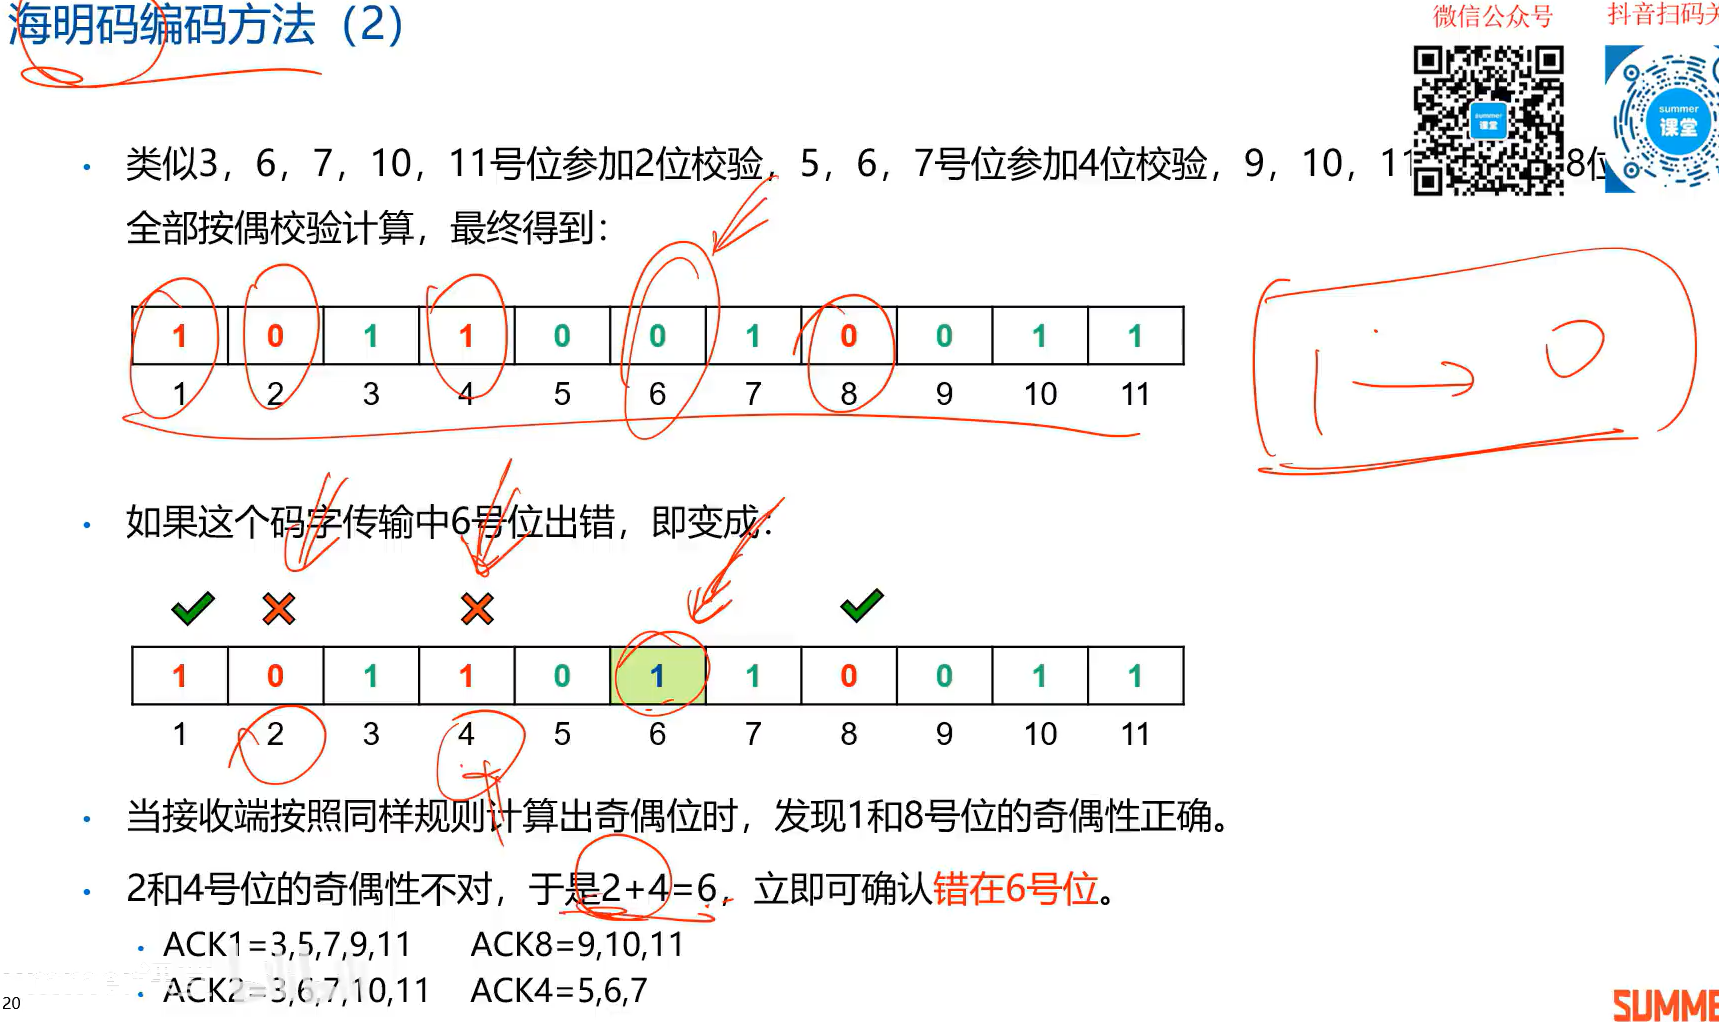 海明码编码方法（2）
微信公众号
抖音扫码关
summer
课堂
summer
课堂
类似3，6，7，10，11号位参加2位校验，5，6，7号位参加4位校验，9，10，11 8位
全部按偶校验计算，最终得到：
1 0 1 1 0 0 1 0 0 1 1
1 2 3 4 5 6 7 8 9 10 11
1 → 0
如果这个码字传输中6号位出错，即变成：
1 0 1 1 0 1 1 0 0 1 1
1 2 3 4 5 6 7 8 9 10 11
当接收端按照同样规则计算出奇偶位时，发现1和8号位的奇偶性正确。
2和4号位的奇偶性不对，于是2+4=6，立即可确认错在6号位。
ACK1=3,5,7,9,11 ACK8=9,10,11
ACK2=3,6,7,10,11 ACK4=5,6,7
20
SUMME